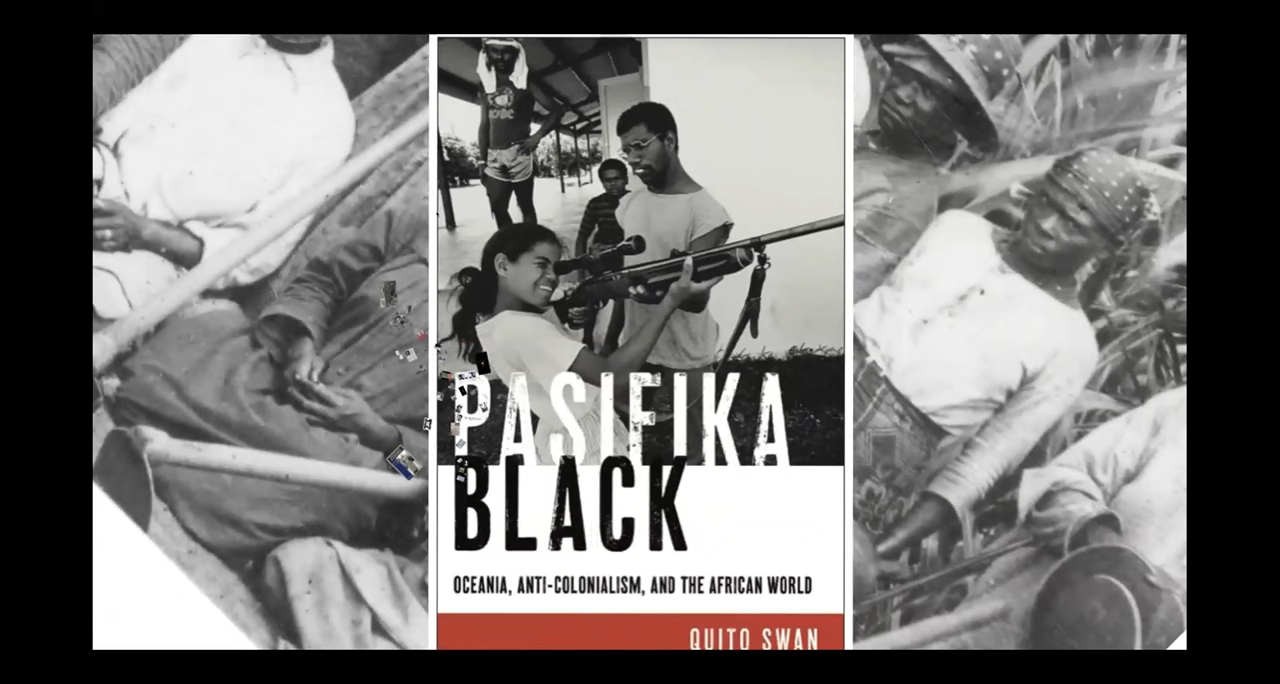 PASIFIKA
BLACK
OCEANIA, ANTI-COLONIALISM, AND THE AFRICAN WORLD
QUITO SWAN